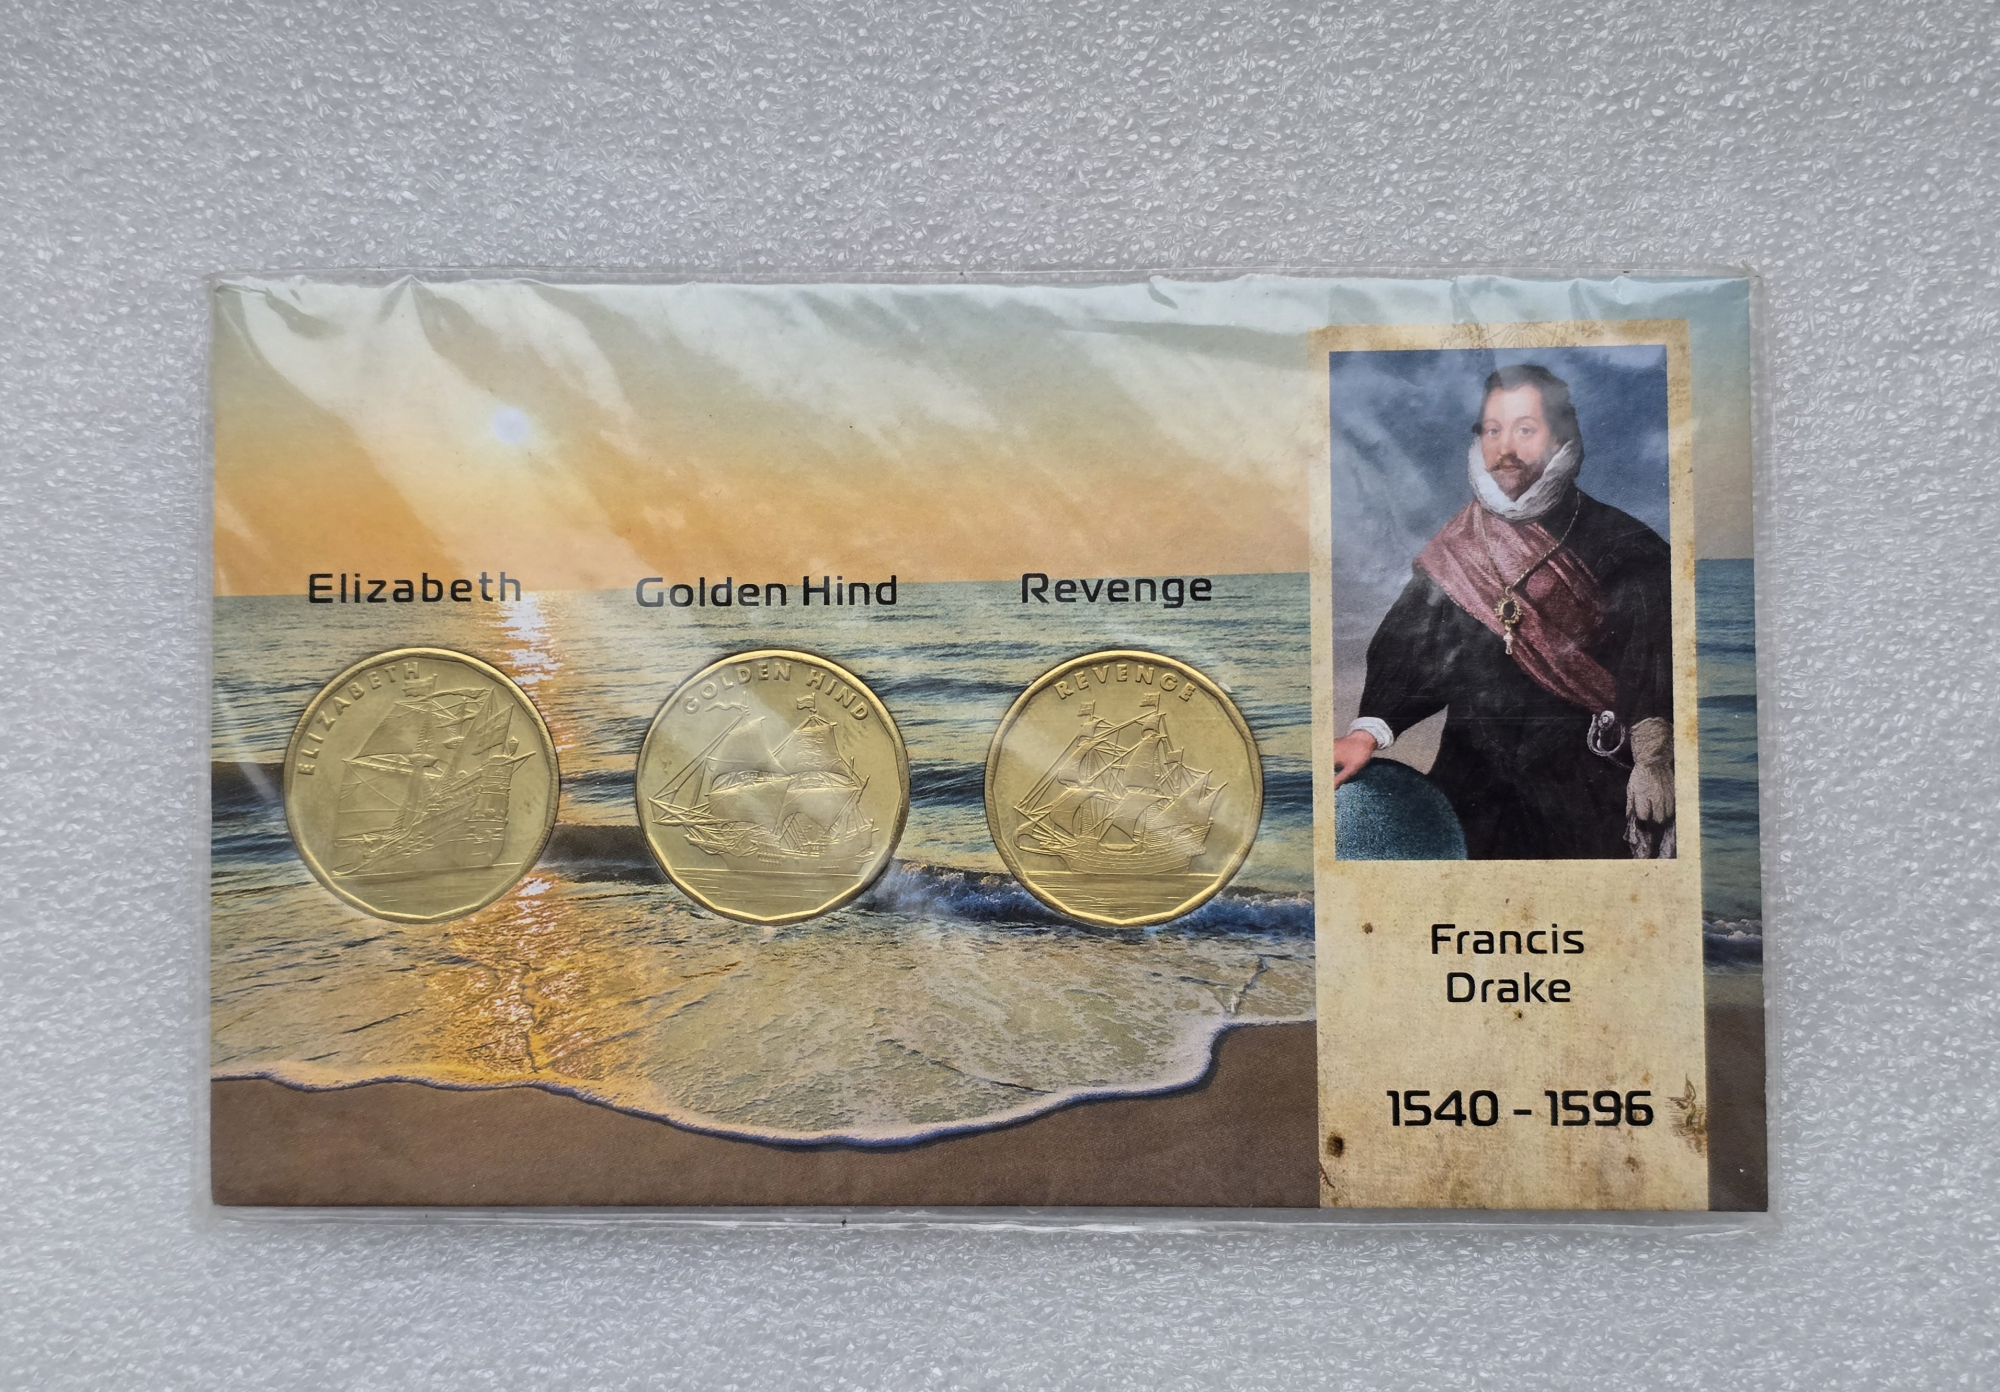 Elizabeth
Golden Hind
Revenge
ELIZABETH
GOLDEN HIND
REVENGE
Francis
Drake
1540 - 1596